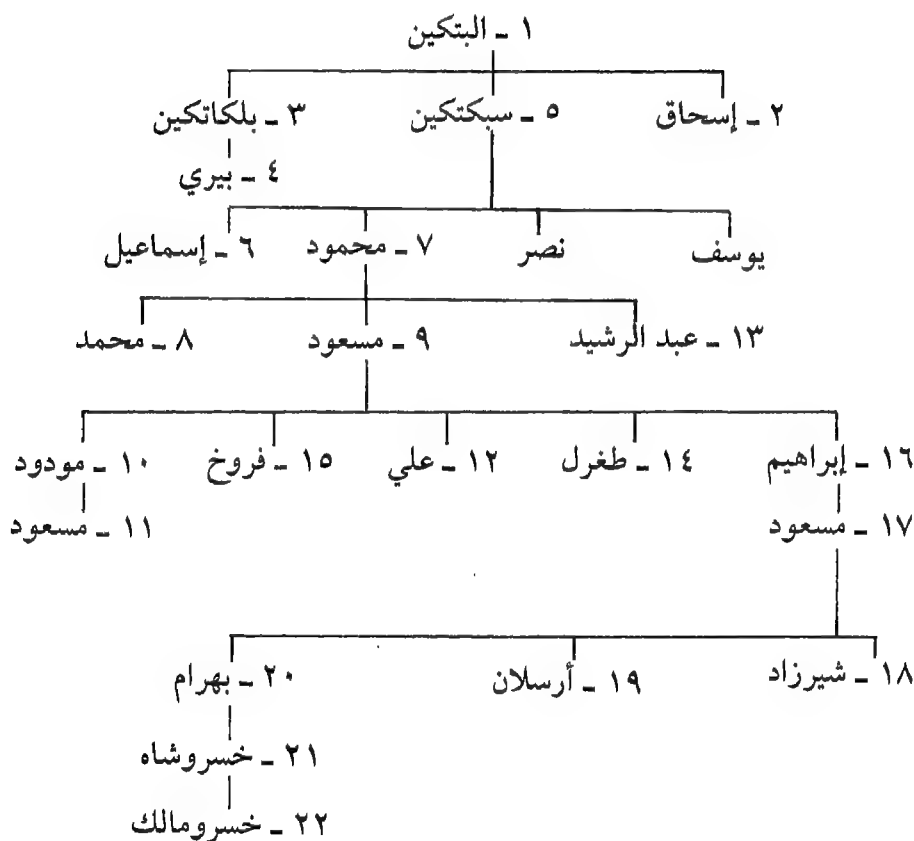 ١ ـ البتكين
٢ ـ إسحاق ٥ ـ سبكتكين ٣ ـ بلكاتكين
٤ ـ بيري
يوسف نصر ٧ ـ محمود ٦ ـ إسماعيل
١٣ ـ عبد الرشيد ٩ ـ مسعود ٨ ـ محمد
١٦ ـ إبراهيم ١٤ ـ طغرل ١٢ ـ علي ١٥ ـ فروخ ١٠ ـ مودود
١٧ ـ مسعود ١١ ـ مسعود
١٨ ـ شيرزاد ١٩ ـ أرسلان ٢٠ ـ بهرام
٢١ ـ خسروشاه
٢٢ ـ خسرومالك